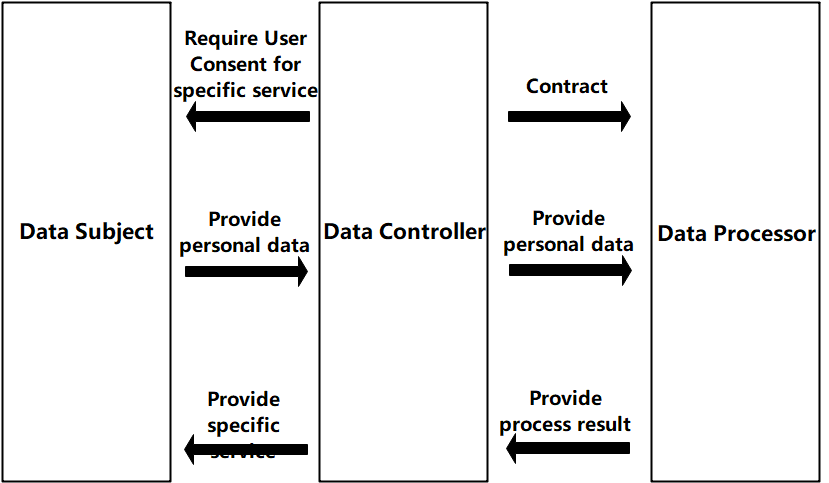 Require User
Consent for
specific service
Contract
Data Subject
Provide
personal data
Data Controller
Provide
personal data
Data Processor
Provide
specific
service
Provide
process result